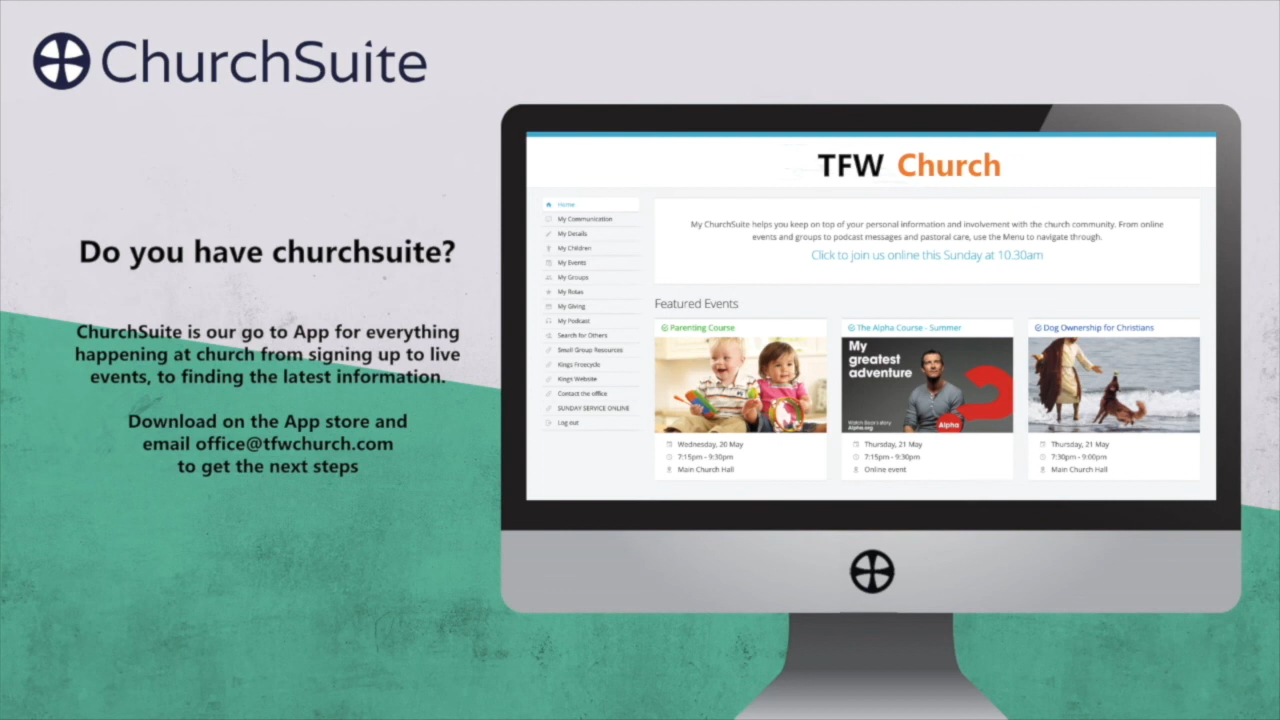 ChurchSuite
Do you have churchsuite?
ChurchSuite is our go to App for everything
happening at church from signing up to live
events, to finding the latest information.
Download on the App store and
email office@tfwchurch.com
to get the next steps
TFW Church
Home
My Communication
My Details
My Children
My Events
My Groups
My Rotas
My Giving
My Podcast
Search for Others
Small Group Resources
Kings Freecycle
Kings Website
Contact the office
SUNDAY SERVICE ONLINE
Log out
My ChurchSuite helps you keep on top of your personal information and involvement with the church community. From online
events and groups to podcast messages and pastoral care, use the Menu to navigate through.
Click to join us online this Sunday at 10.30am
Featured Events
Parenting Course
Wednesday, 20 May
7:15pm - 9:30pm
Main Church Hall
The Alpha Course - Summer
My
greatest
adventure
Watch Bear's story
Alpha.org
Alpha
Thursday, 21 May
7:15pm - 9:30pm
Online event
Dog Ownership for Christians
Thursday, 21 May
7:30pm - 9:00pm
Main Church Hall